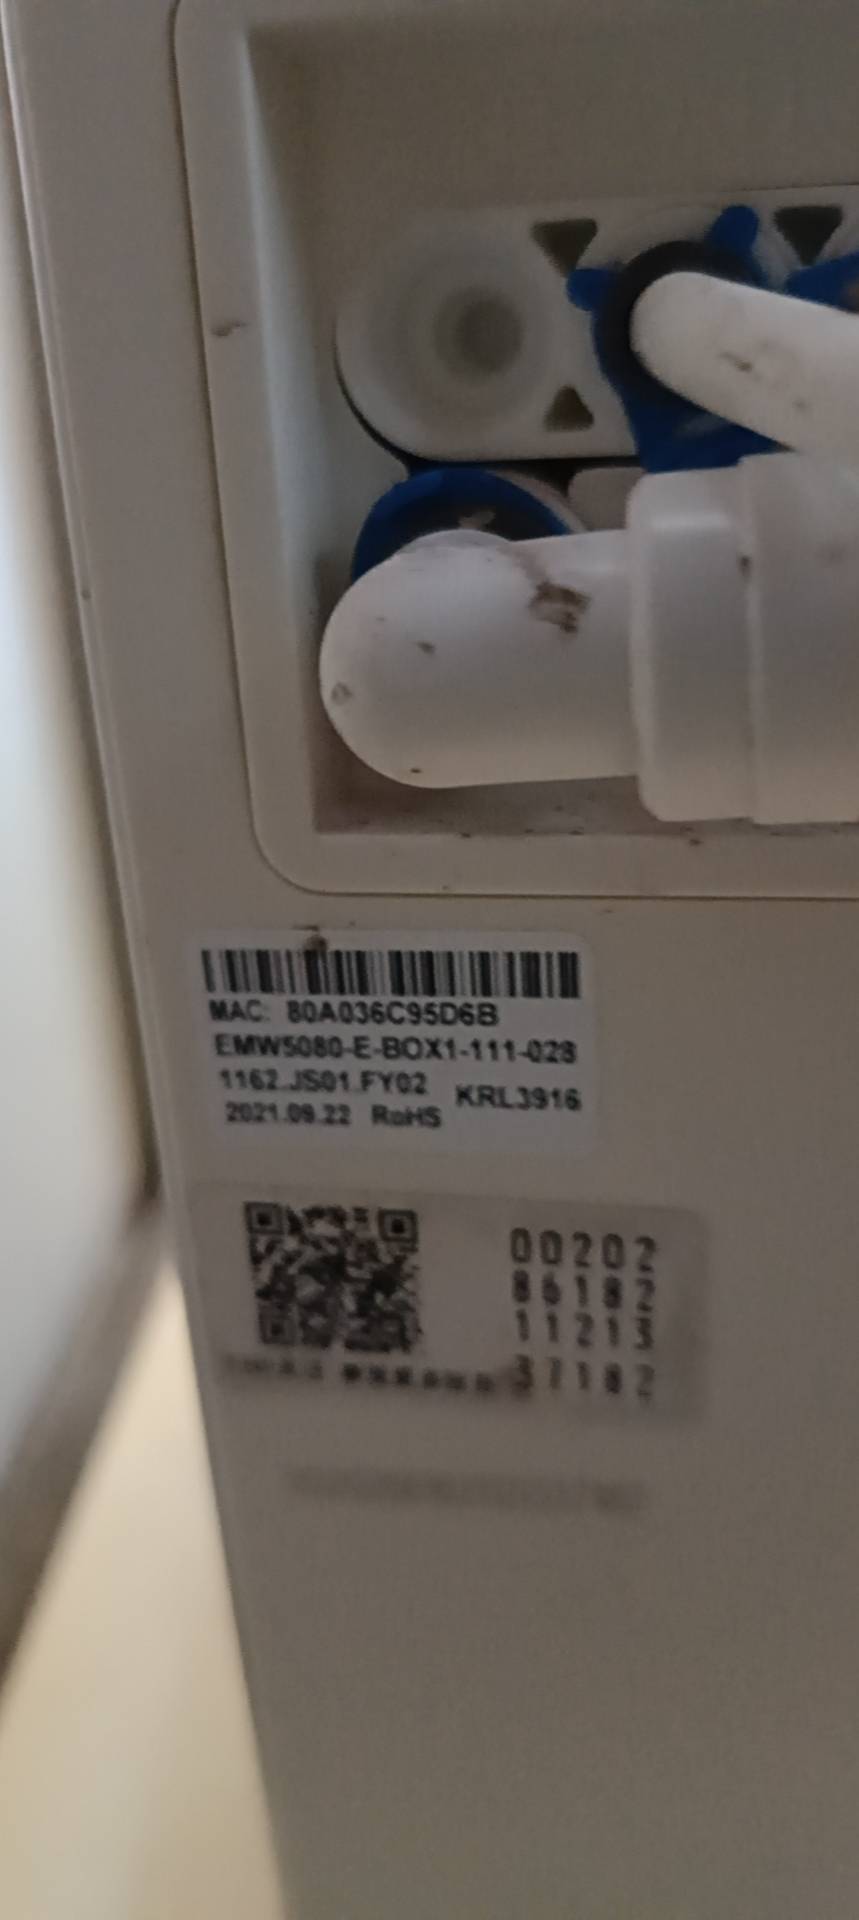 MAC: 80A036C95D6B
EMW5080-E-BOX1-111-028
1162.JS01.FY02 KRL3916
2021.09.22 RoHS
00202
86182
11213
37182